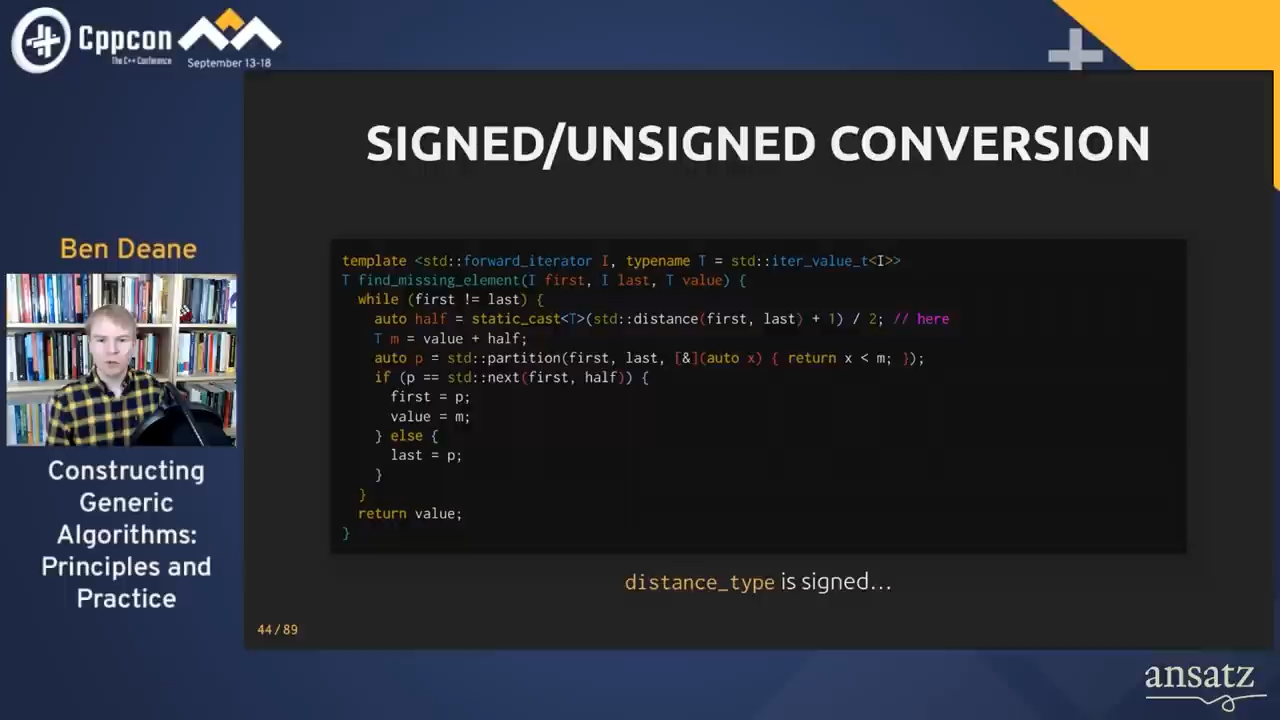 Cppcon
The C++ Conference
September 13-18
SIGNED/UNSIGNED CONVERSION
Ben Deane
Constructing
Generic
Algorithms:
Principles and
Practice
template <std::forward_iterator I, typename T = std::iter_value_t<I>>
T find_missing_element(I first, I last, T value) {
  while (first != last) {
    auto half = static_cast<T>(std::distance(first, last) + 1) / 2; // here
    T m = value + half;
    auto p = std::partition(first, last, [&](auto x) { return x < m; });
    if (p == std::next(first, half)) {
      first = p;
      value = m;
    } else {
      last = p;
    }
  }
  return value;
}
distance_type is signed…
44 / 89
ansatz